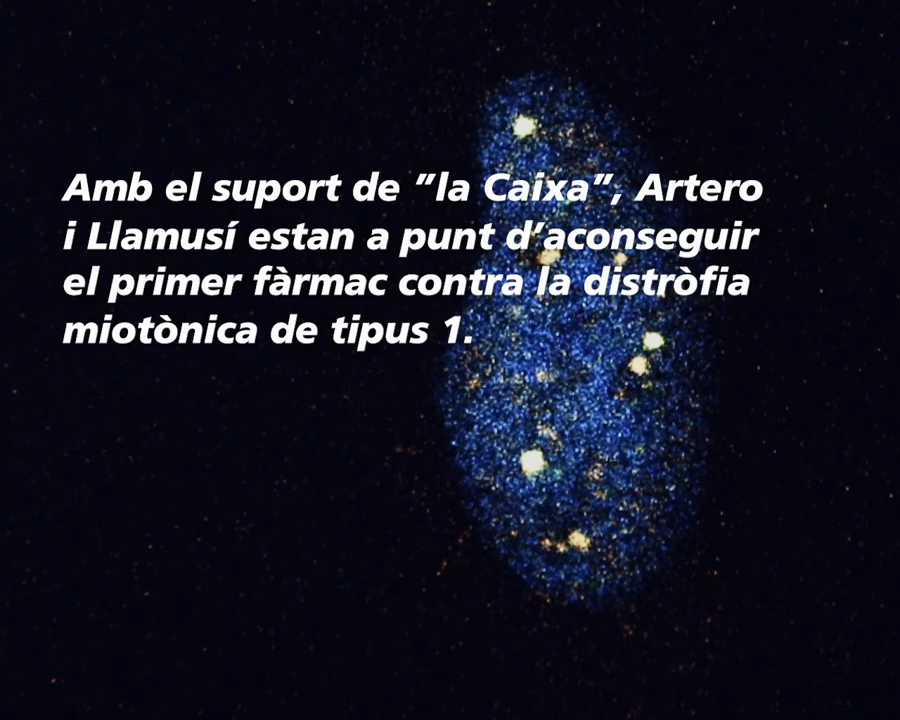 Amb el suport de ”la Caixa”, Artero
i Llamusí estan a punt d’aconseguir
el primer fàrmac contra la distròfia
miotònica de tipus 1.